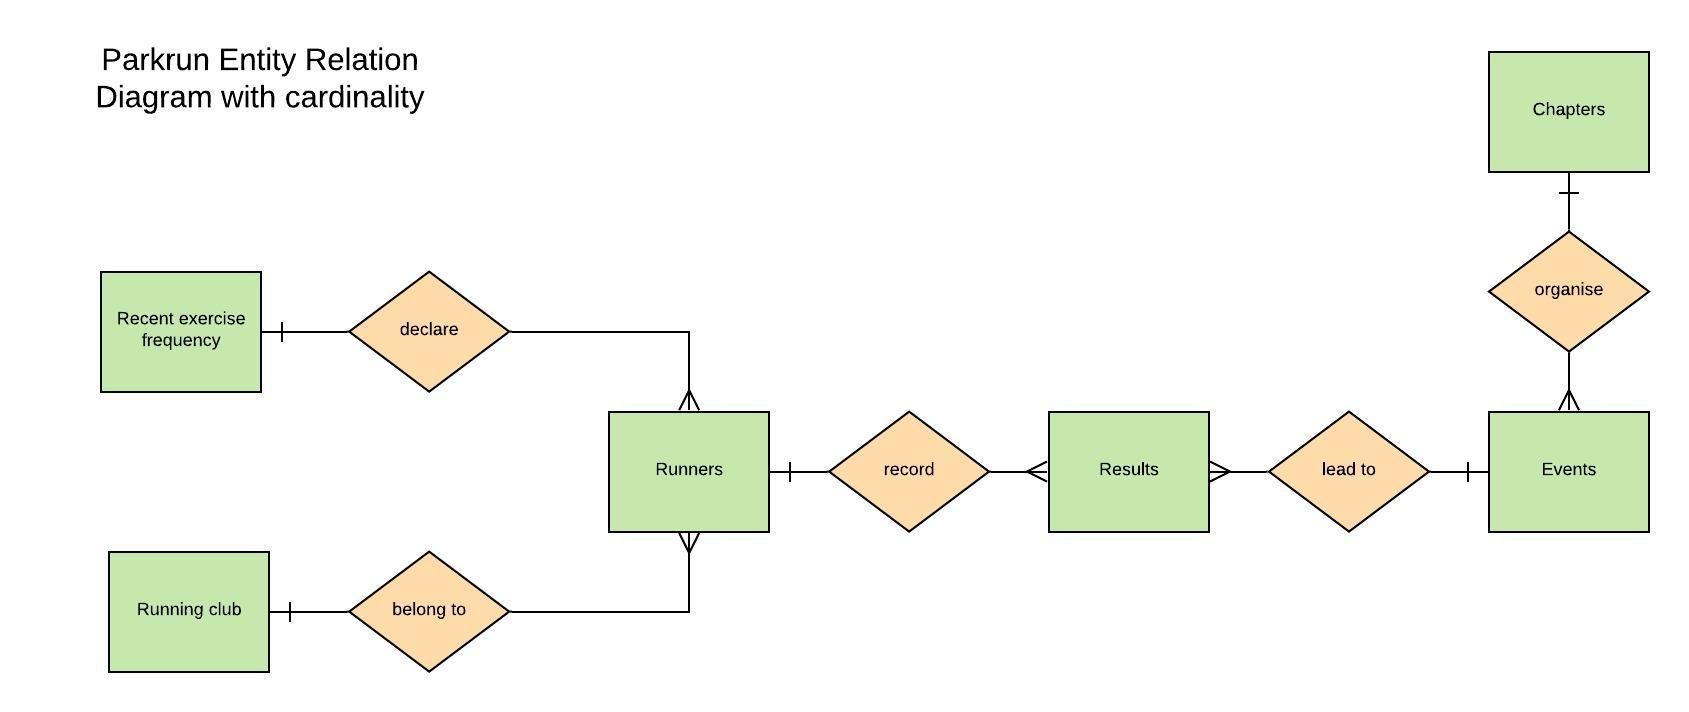 Parkrun Entity Relation
Diagram with cardinality
Chapters
organise
Recent exercise
frequency
declare
Runners
record
Results
lead to
Events
Running club
belong to